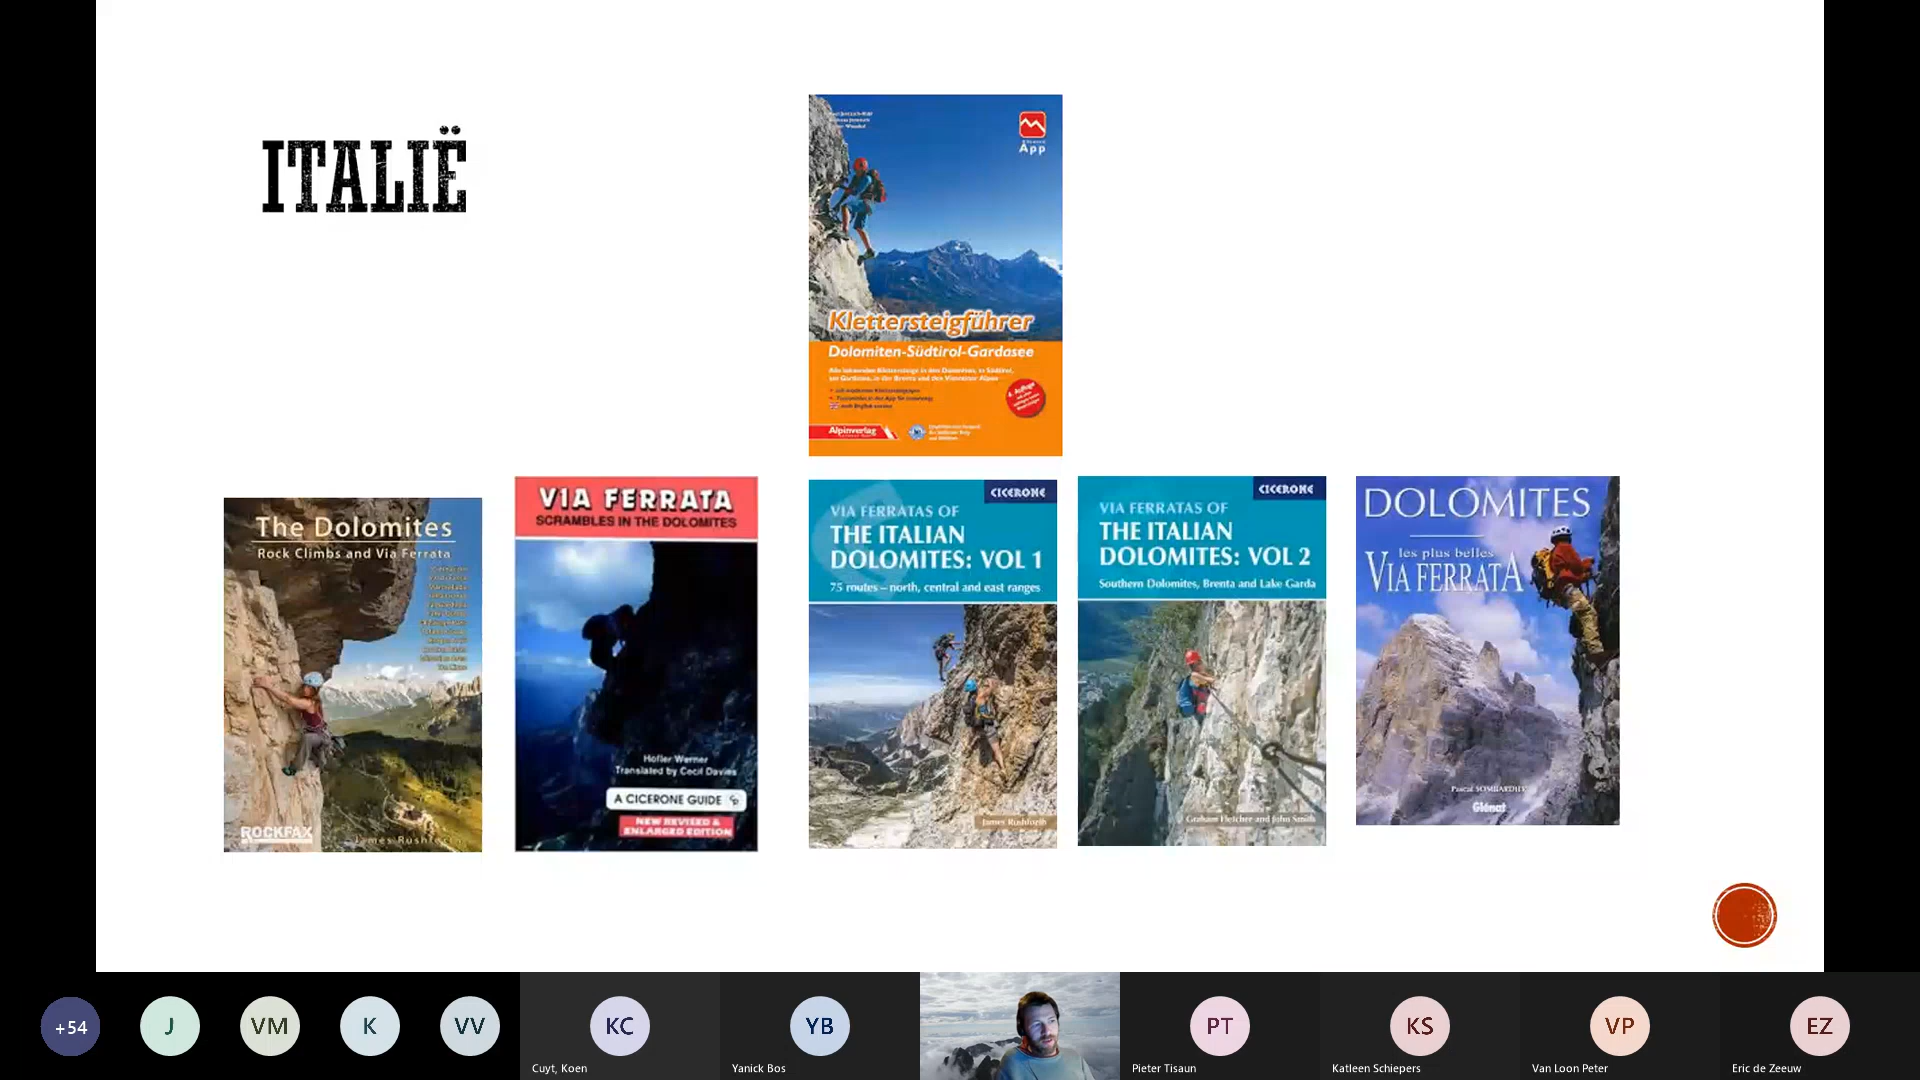 ITALIË
App
Klettersteigführer
Dolomiten-Südtirol-Gardasee
Alpinverlag
The Dolomites
Rock Climbs and Via Ferrata
ROCKFAX
James Rushforth
VIA FERRATA
SCRAMBLES IN THE DOLOMITES
Hofler Werner
Translated by Cecil Davies
A CICERONE GUIDE
NEW REVISED &
ENLARGED EDITION
CICERONE
VIA FERRATAS OF
THE ITALIAN
DOLOMITES: VOL 1
75 routes – north, central and east ranges
James Rushforth
CICERONE
VIA FERRATAS OF
THE ITALIAN
DOLOMITES: VOL 2
Southern Dolomites, Brenta and Lake Garda
Graham Fletcher and John Smith
DOLOMITES
les plus belles
VIA FERRATA
Pascal SOMBARDIER
Glénat
+54
J
VM
K
VV
KC
YB
PT
KS
VP
EZ
Cuyt, Koen
Yanick Bos
Pieter Tisaun
Katleen Schiepers
Van Loon Peter
Eric de Zeeuw